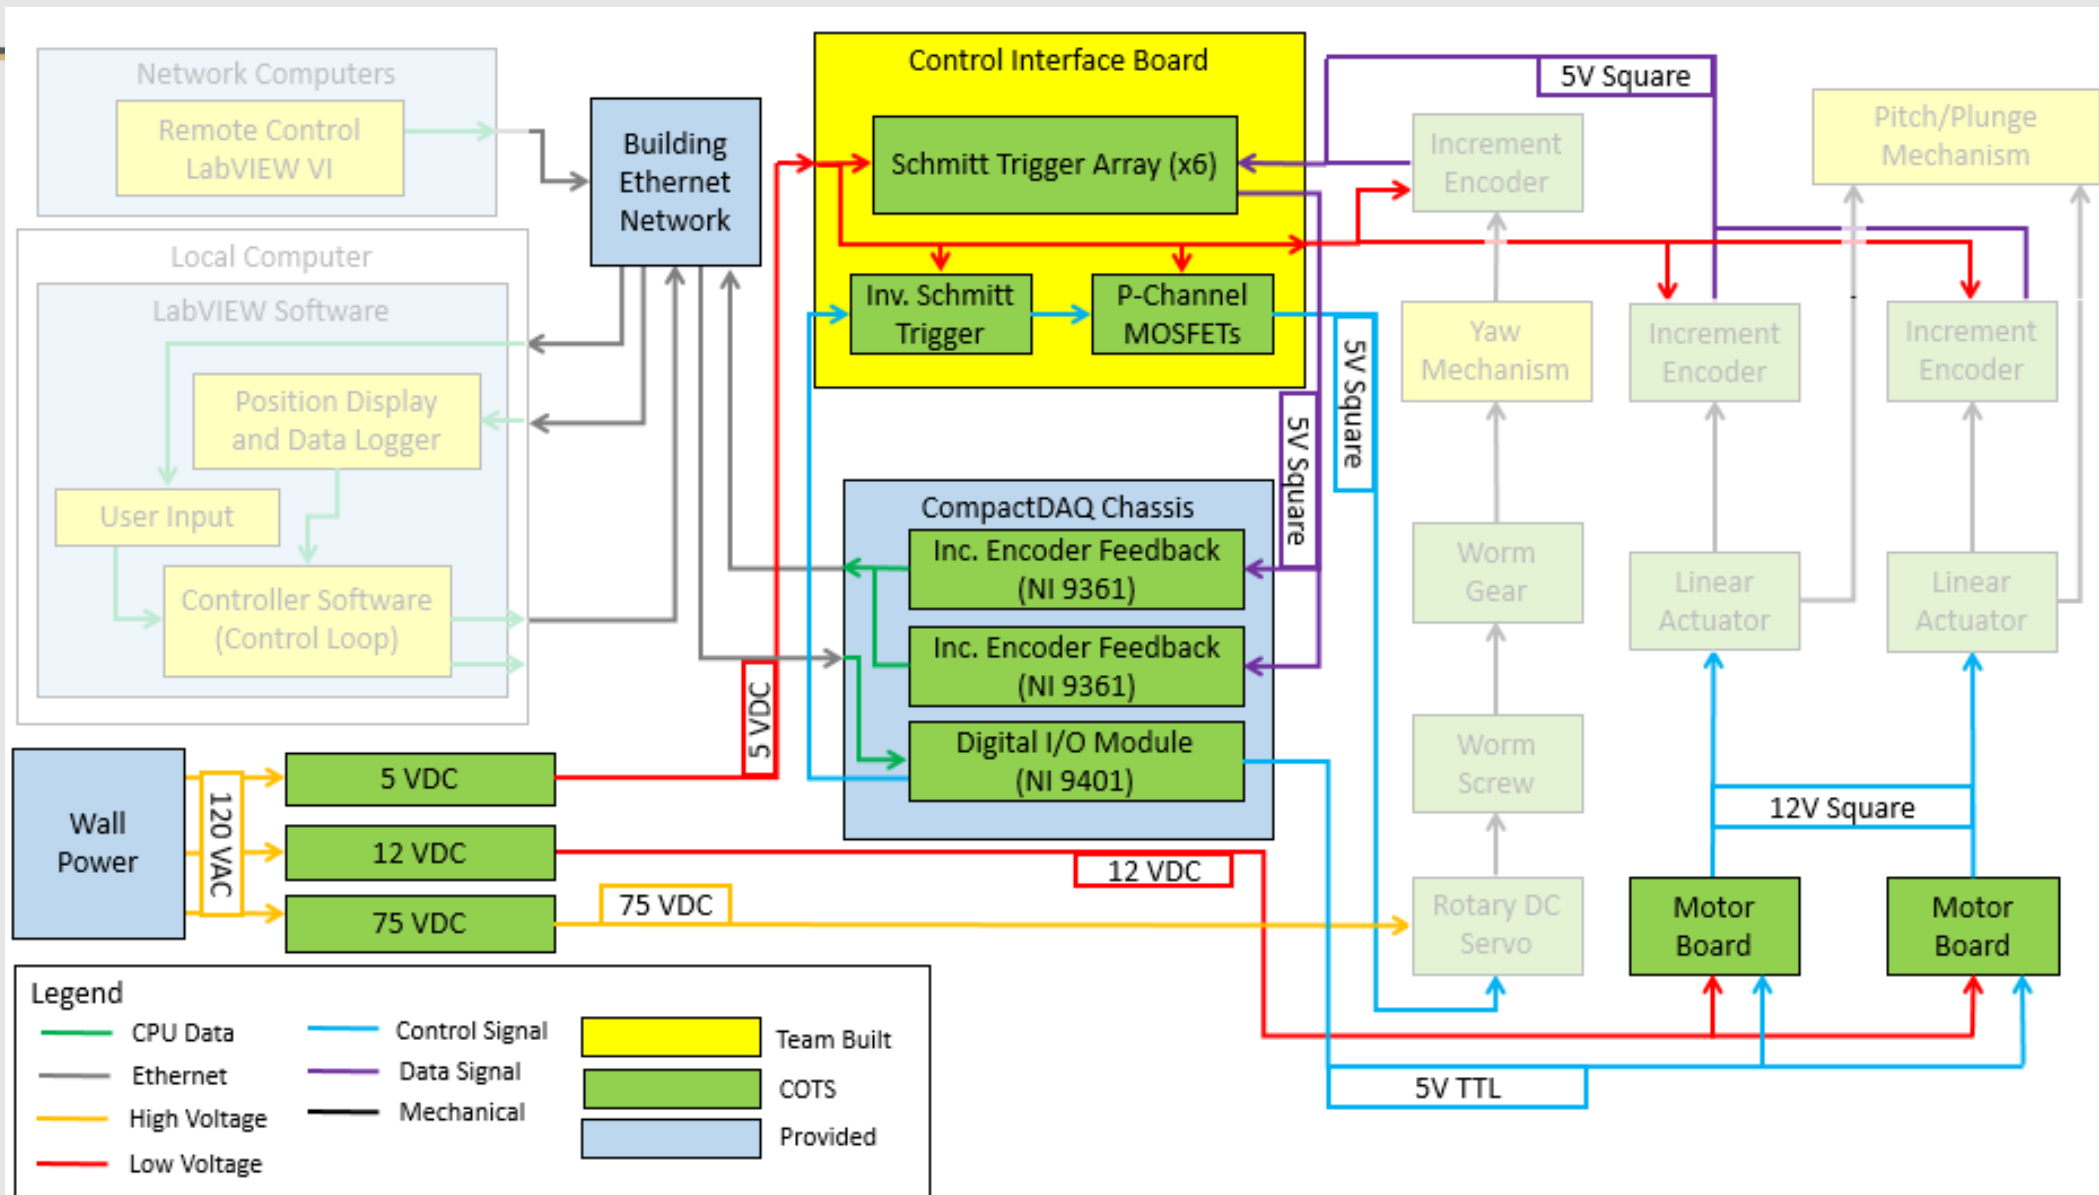 Network Computers
Remote Control
LabVIEW VI
Building
Ethernet
Network
Local Computer
LabVIEW Software
Position Display
and Data Logger
User Input
Controller Software
(Control Loop)
Control Interface Board
Schmitt Trigger Array (x6)
Inv. Schmitt
Trigger
P-Channel
MOSFETs
5V Square
Increment
Encoder
Pitch/Plunge
Mechanism
5V Square
5V Square
Yaw
Mechanism
Increment
Encoder
Increment
Encoder
CompactDAQ Chassis
Inc. Encoder Feedback
(NI 9361)
Inc. Encoder Feedback
(NI 9361)
Digital I/O Module
(NI 9401)
Worm
Gear
Linear
Actuator
Linear
Actuator
Worm
Screw
12V Square
Rotary DC
Servo
Motor
Board
Motor
Board
5V TTL
Wall
Power
120 VAC
5 VDC
12 VDC
75 VDC
5 VDC
12 VDC
75 VDC
Legend
CPU Data
Ethernet
High Voltage
Low Voltage
Control Signal
Data Signal
Mechanical
Team Built
COTS
Provided